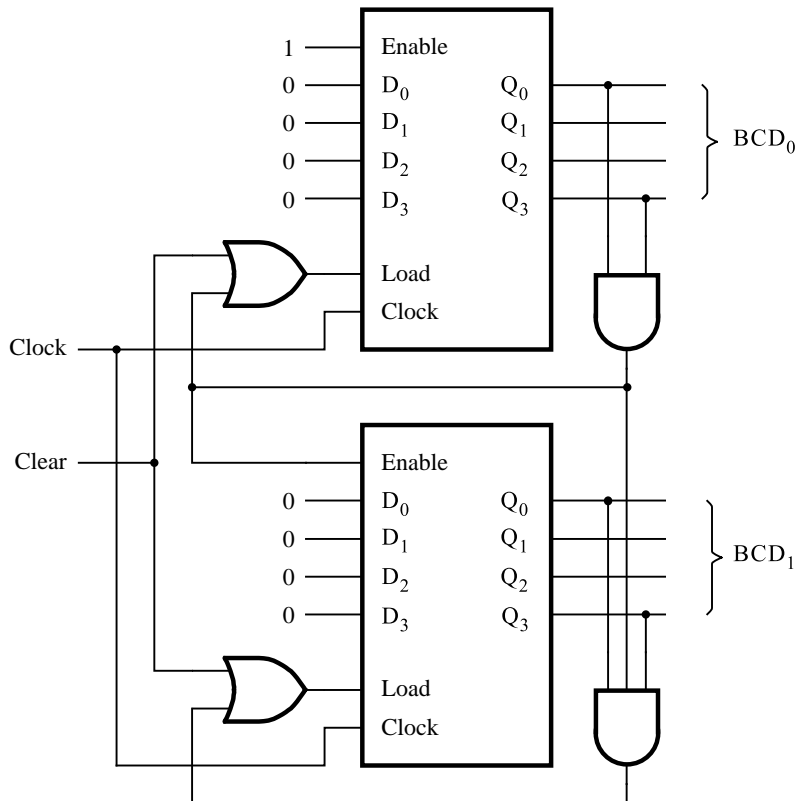 1 Enable
0 D0 Q0
0 D1 Q1
0 D2 Q2
0 D3 Q3
BCD0
Load
Clock
Clock
Clear
Enable
0 D0 Q0
0 D1 Q1
0 D2 Q2
0 D3 Q3
BCD1
Load
Clock